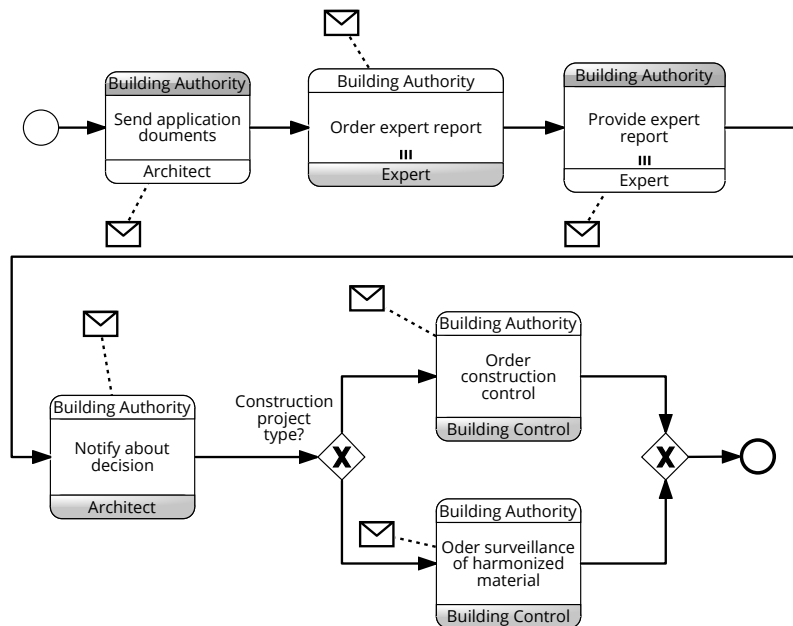 Building Authority
Send application
douments
Architect
Building Authority
Order expert report
Expert
Building Authority
Provide expert
report
Expert
Building Authority
Notify about
decision
Architect
Construction
project
type?
X
Building Authority
Order
construction
control
Building Control
Building Authority
Oder surveillance
of harmonized
material
Building Control
X